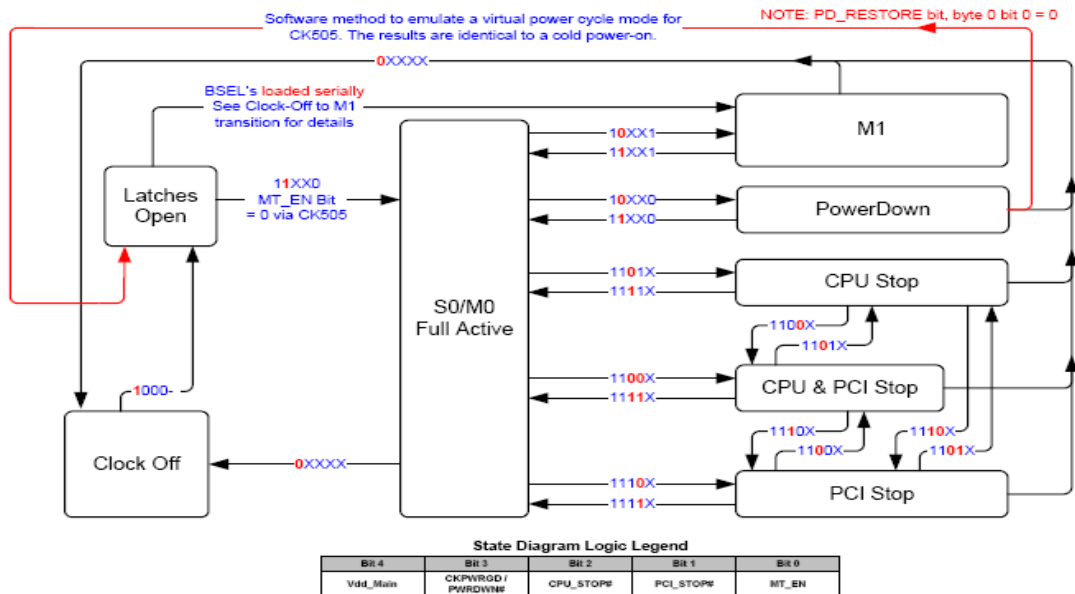 Software method to emulate a virtual power cycle mode for
CK505. The results are identical to a cold power-on.
NOTE: PD_RESTORE bit, byte 0 bit 0 = 0
0XXXX
BSEL's loaded serially
See Clock-Off to M1
transition for details
M1
10XX1
11XX1
Latches
Open
11XX0
MT_EN Bit
= 0 via CK505
10XX0
11XX0
PowerDown
S0/M0
Full Active
1101X
1111X
CPU Stop
1100X
1101X
1100X
1111X
CPU & PCI Stop
1000-
1110X
1100X
1110X
1101X
Clock Off
0XXXX
1110X
1111X
PCI Stop
State Diagram Logic Legend
Bit 4 Bit 3 Bit 2 Bit 1 Bit 0
Vdd_Main CKPWRGD / PWRDWN# CPU_STOP# PCI_STOP# MT_EN